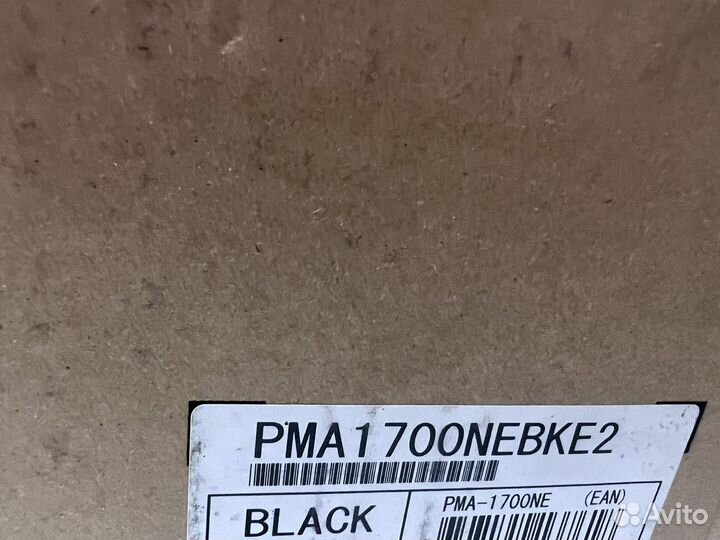 PMA1700NEBKE2
PMA-1700NE (EAN)
BLACK
Avito